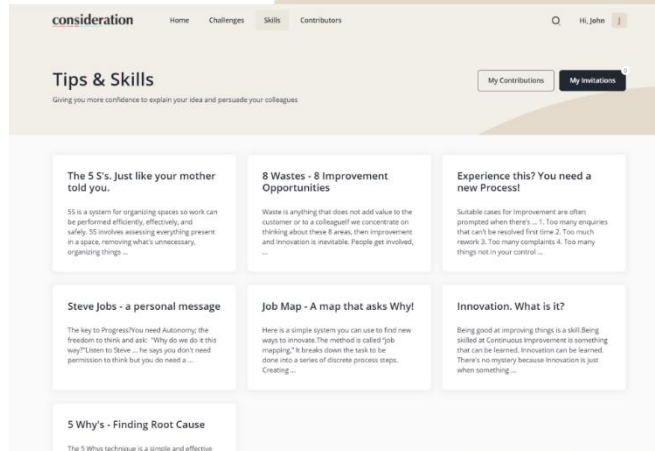 consideration
Home Challenges Skills Contributors
Hi, John J
Tips & Skills
Giving you more confidence to explain your idea and persuade your colleagues
My Contributions
My Invitations
0
The 5 S's. Just like your mother
told you.
5S is a system for organizing spaces so work can
be performed efficiently, effectively, and
safely. 5S involves assessing everything present
in a space, removing what's unnecessary,
organizing things ...
8 Wastes - 8 Improvement
Opportunities
Waste is anything that does not add value to the
customer or to a colleague!If we concentrate on
thinking about these 8 areas, then improvement
and Innovation is inevitable. People get involved,
...
Experience this? You need a
new Process!
Suitable cases for Improvement are often
prompted when there's ... 1. Too many enquiries
that can't be resolved first time 2. Too much
rework 3. Too many complaints 4. Too many
things not in your control ...
Steve Jobs - a personal message
The key to Progress?You need Autonomy; the
freedom to think and ask: "Why do we do it this
way?"Listen to Steve ... he says you don't need
permission to think but you do need a ...
Job Map - A map that asks Why!
Here is a simple system you can use to find new
ways to innovate.The method is called "job
mapping," It breaks down the task to be
done into a series of discrete process steps.
Creating ...
Innovation. What is it?
Being good at improving things is a skill.Being
skilled at Continuous Improvement is something
that can be learned. Innovation can be learned.
There's no mystery because Innovation is just
when something ...
5 Why's - Finding Root Cause
The 5 Whys technique is a simple and effective